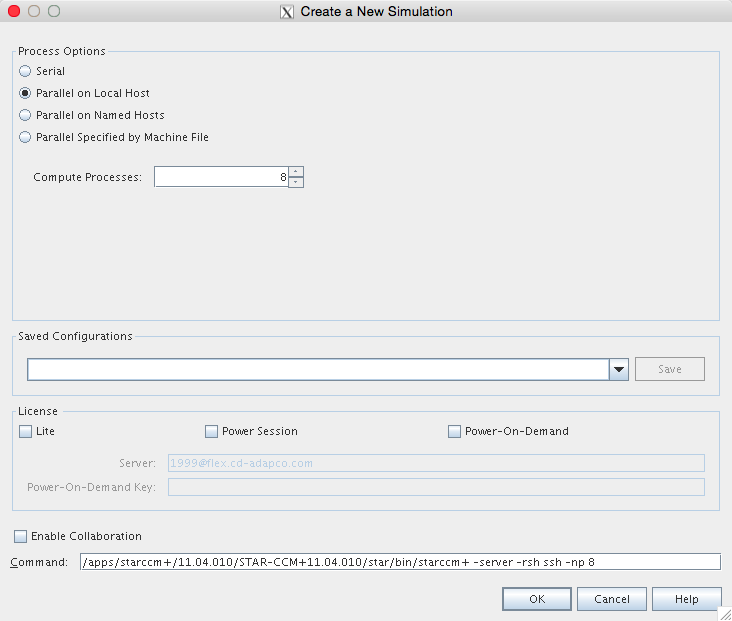 Create a New Simulation
Process Options
Serial
Parallel on Local Host
Parallel on Named Hosts
Parallel Specified by Machine File
Compute Processes: 8
Saved Configurations
Save
License
Lite Power Session Power-On-Demand
Server: 1999@flex.cd-adapco.com
Power-On-Demand Key:
Enable Collaboration
Command: /apps/starccm+/11.04.010/STAR-CCM+11.04.010/star/bin/starccm+ -server -rsh ssh -np 8
OK Cancel Help